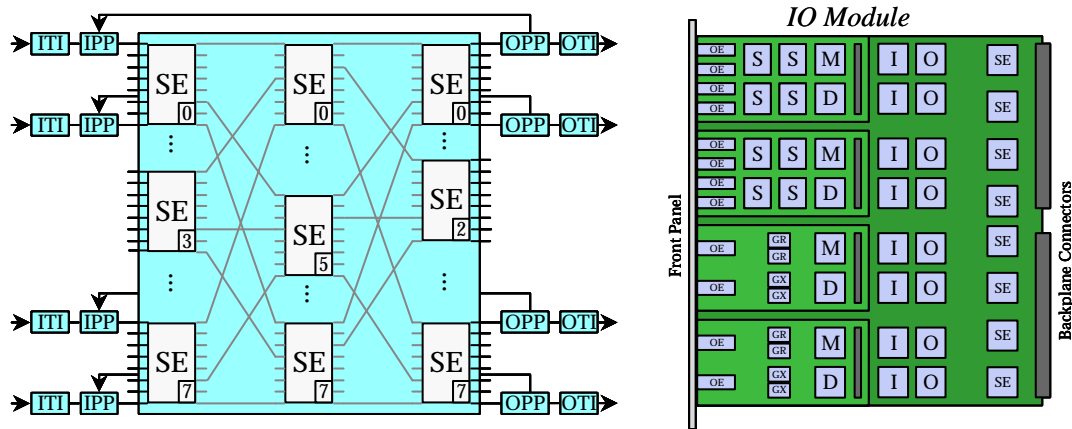 IO Module
ITI IPP OPP OTI
SE 0 SE 0 SE 0
ITI IPP OPP OTI
... ... ...
SE 3 SE 5 SE 2
... ... ...
ITI IPP OPP OTI
SE 7 SE 7 SE 7
ITI IPP OPP OTI
Front Panel
OE S S M I O SE
OE
OE S S D I O SE
OE
OE S S M I O SE
OE
OE S S D I O SE
OE
OE GR M I O SE
GR
OE GX D I O
GX
OE GR M I O SE
GR
OE GX D I O SE
GX
Backplane Connectors